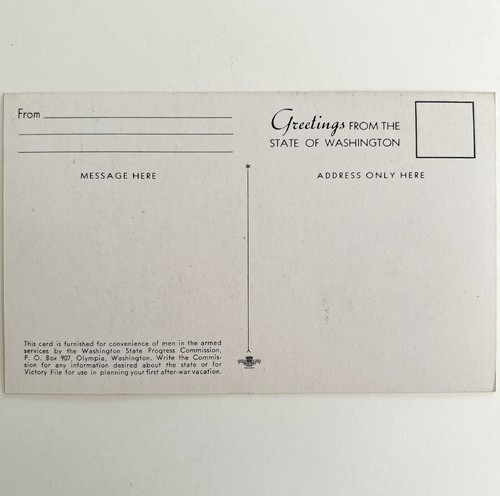 From
Greetings FROM THE
STATE OF WASHINGTON
MESSAGE HERE
ADDRESS ONLY HERE
This card is furnished for convenience of men in the armed
services by the Washington State Progress Commission,
P. O. Box 907, Olympia, Washington. Write the Commis-
sion for any information desired about the state or for
Victory File for use in planning your first after-war vacation.